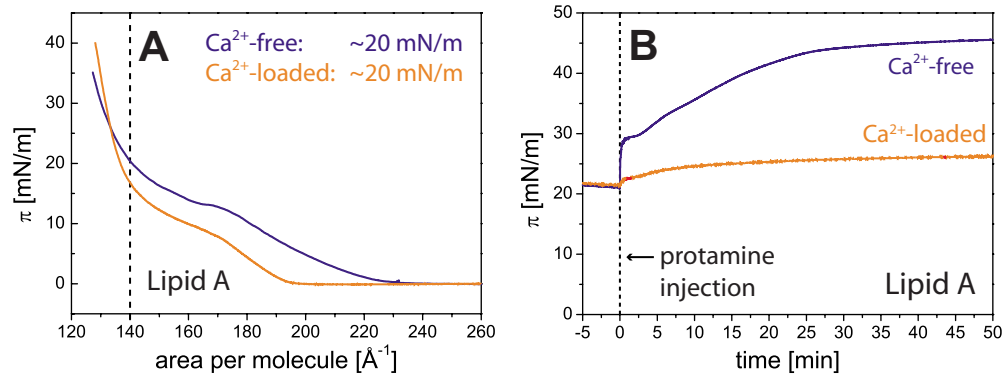 A
Ca²⁺-free: ~20 mN/m
Ca²⁺-loaded: ~20 mN/m
Lipid A
π [mN/m]
40
30
20
10
0
120 140 160 180 200 220 240 260
area per molecule [Å⁻¹]
B
Ca²⁺-free
Ca²⁺-loaded
← protamine
injection
Lipid A
π [mN/m]
50
40
30
20
10
0
-5 0 5 10 15 20 25 30 35 40 45 50
time [min]